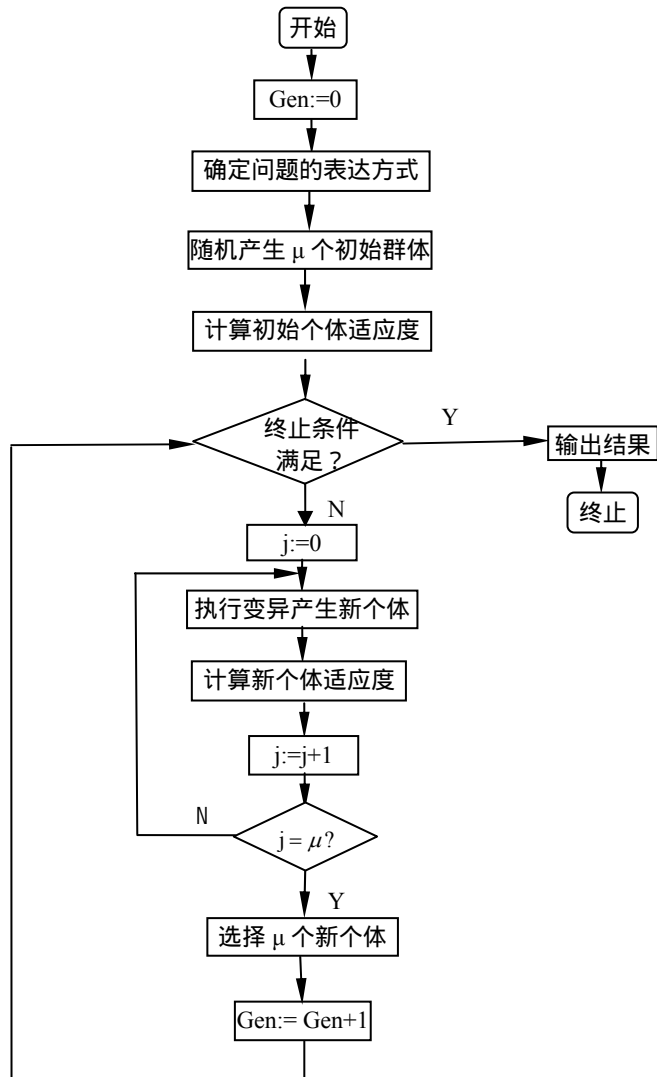 开始
Gen:=0
确定问题的表达方式
随机产生 μ 个初始群体
计算初始个体适应度
终止条件
满足？
Y
输出结果
终止
N
j:=0
执行变异产生新个体
计算新个体适应度
j:=j+1
N
j = μ?
Y
选择 μ 个新个体
Gen:= Gen+1